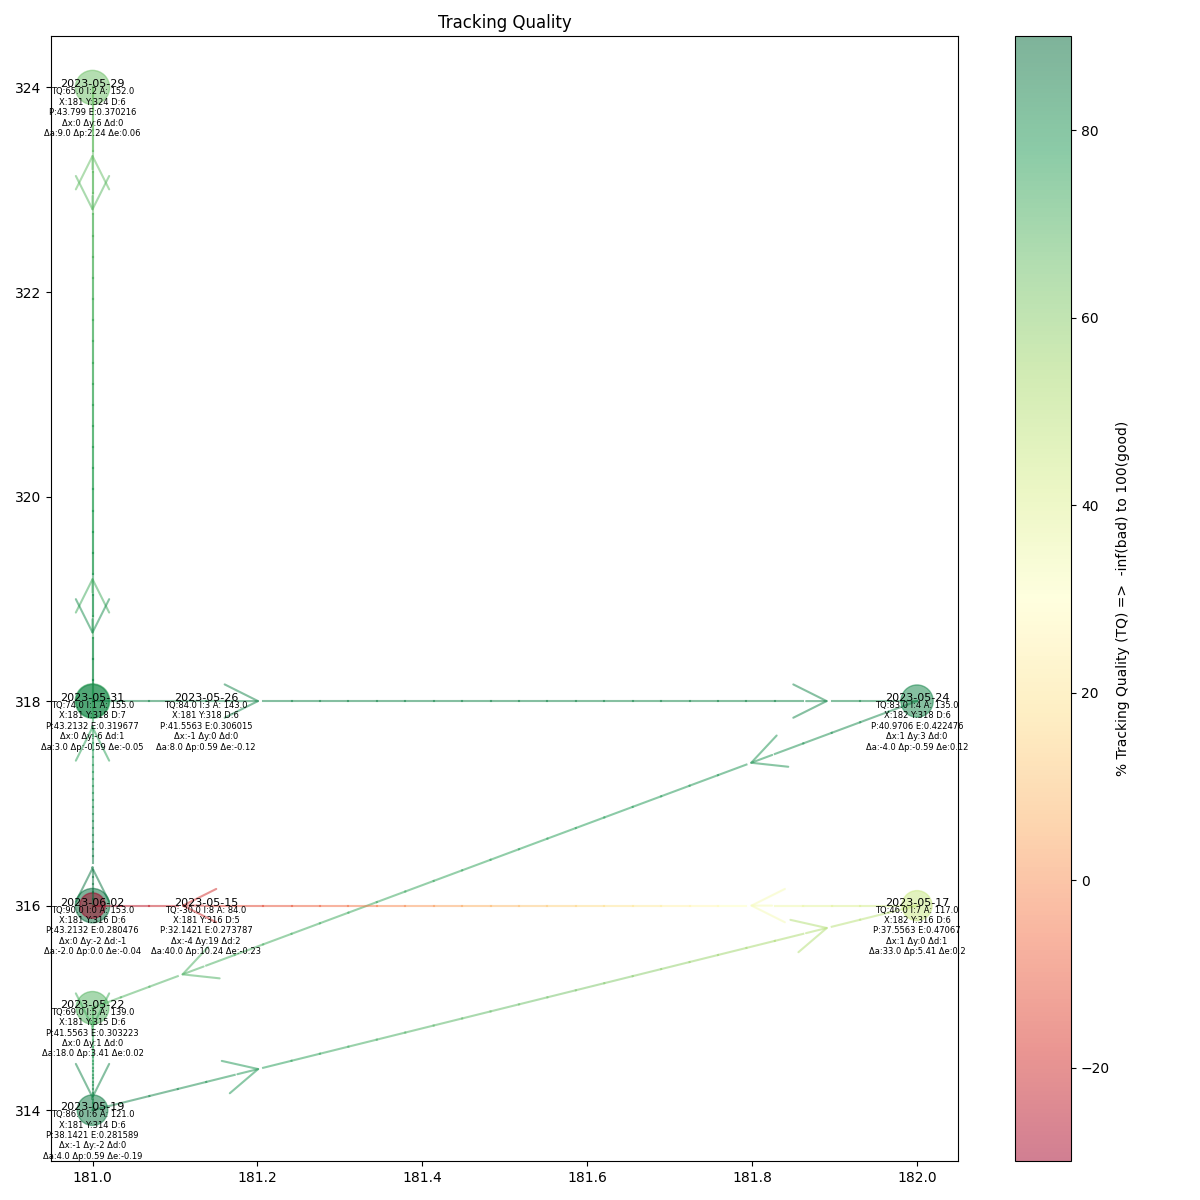 Tracking Quality
324
322
320
318
316
314
181.0
181.2
181.4
181.6
181.8
182.0
2023-05-29
TQ:65.0 I:2 A: 152.0
X:181 Y:324 D:6
P:43.799 E:0.370216
Δx:0 Δy:6 Δd:0
Δa:9.0 Δp:2.24 Δe:0.06
2023-05-31
TQ:74.0 I:1 A: 155.0
X:181 Y:318 D:7
P:43.2132 E:0.319677
Δx:0 Δy:-6 Δd:1
Δa:3.0 Δp:-0.59 Δe:-0.05
2023-05-26
TQ:84.0 I:3 A: 143.0
X:181 Y:318 D:6
P:41.5563 E:0.306015
Δx:-1 Δy:0 Δd:0
Δa:8.0 Δp:0.59 Δe:-0.12
2023-05-24
TQ:83.0 I:4 A: 135.0
X:182 Y:318 D:6
P:40.9706 E:0.422476
Δx:1 Δy:3 Δd:0
Δa:-4.0 Δp:-0.59 Δe:0.12
2023-06-02
TQ:90.0 I:0 A: 153.0
X:181 Y:316 D:6
P:43.2132 E:0.280476
Δx:0 Δy:-2 Δd:-1
Δa:-2.0 Δp:0.0 Δe:-0.04
2023-05-15
TQ:-30.0 I:8 A: 84.0
X:181 Y:316 D:5
P:32.1421 E:0.273787
Δx:-4 Δy:19 Δd:2
Δa:40.0 Δp:10.24 Δe:-0.23
2023-05-17
TQ:46.0 I:7 A: 117.0
X:182 Y:316 D:6
P:37.5563 E:0.47067
Δx:1 Δy:0 Δd:1
Δa:33.0 Δp:5.41 Δe:0.2
2023-05-22
TQ:69.0 I:5 A: 139.0
X:181 Y:315 D:6
P:41.5563 E:0.303223
Δx:0 Δy:1 Δd:0
Δa:18.0 Δp:3.41 Δe:0.02
2023-05-19
TQ:86.0 I:6 A: 121.0
X:181 Y:314 D:6
P:38.1421 E:0.281589
Δx:-1 Δy:-2 Δd:0
Δa:4.0 Δp:0.59 Δe:-0.19
80
60
40
20
0
−20
% Tracking Quality (TQ) => -inf(bad) to 100(good)